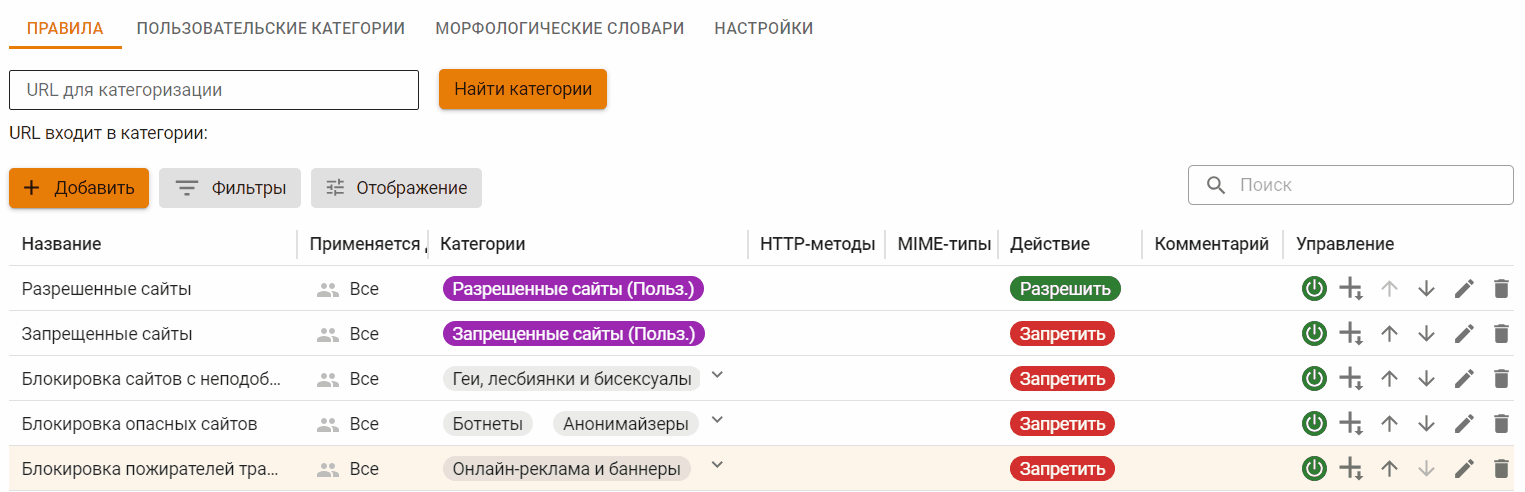 ПРАВИЛА ПОЛЬЗОВАТЕЛЬСКИЕ КАТЕГОРИИ МОРФОЛОГИЧЕСКИЕ СЛОВАРИ НАСТРОЙКИ
URL для категоризации Найти категории
URL входит в категории:
Добавить Фильтры Отображение Поиск
Название Применяется Категории HTTP-методы MIME-типы Действие Комментарий Управление
Разрешенные сайты Все Разрешенные сайты (Польз.) Разрешить
Запрещенные сайты Все Запрещенные сайты (Польз.) Запретить
Блокировка сайтов с неподоб... Все Геи, лесбиянки и бисексуалы Запретить
Блокировка опасных сайтов Все Ботнеты Анонимайзеры Запретить
Блокировка пожирателей тра... Все Онлайн-реклама и баннеры Запретить